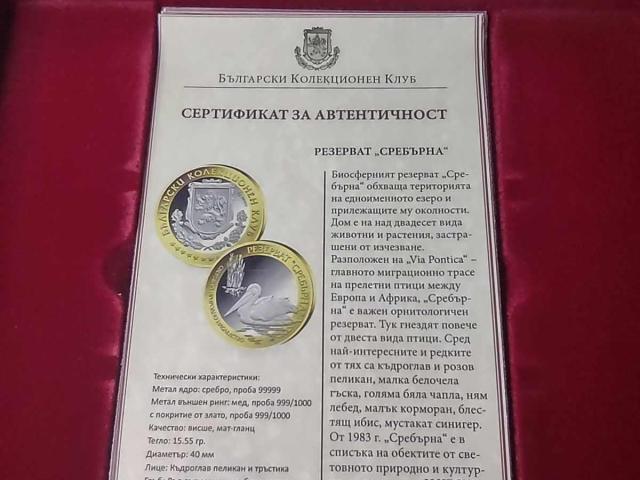 Български Колекционен Клуб
СЕРТИФИКАТ ЗА АВТЕНТИЧНОСТ
РЕЗЕРВАТ „СРЕБЪРНА“
БЪЛГАРСКИ КОЛЕКЦИОНЕН КЛУБ
РЕЗЕРВАТ "СРЕБЪРНА"
Биосферният резерват „Сре-
бърна“ обхваща територията
на едноименното езеро и
прилежащите му околности.
Дом е на над двадесет вида
животни и растения, застра-
шени от изчезване.
Разположен на „Via Pontica“ –
главното миграционно трасе
на прелетни птици между
Европа и Африка, „Сребър-
на“ е важен орнитологичен
резерват. Тук гнездят повече
от двеста вида птици. Сред
най-интересните и редките
от тях са къдроглав и розов
пеликан, малка белочела
гъска, голяма бяла чапла, ням
лебед, малък корморан, блес-
тящ ибис, мустакат синигер.
От 1983 г. „Сребърна“ е в
списъка на обектите от све-
товното природно и култур-
Технически характеристики:
Метал ядро: сребро, проба 99999
Метал външен ринг: мед, проба 999/1000
с покритие от злато, проба 999/1000
Качество: висше, мат-гланц
Тегло: 15.55 гр.
Диаметър: 40 мм
Лице: Къдроглав пеликан и тръстика